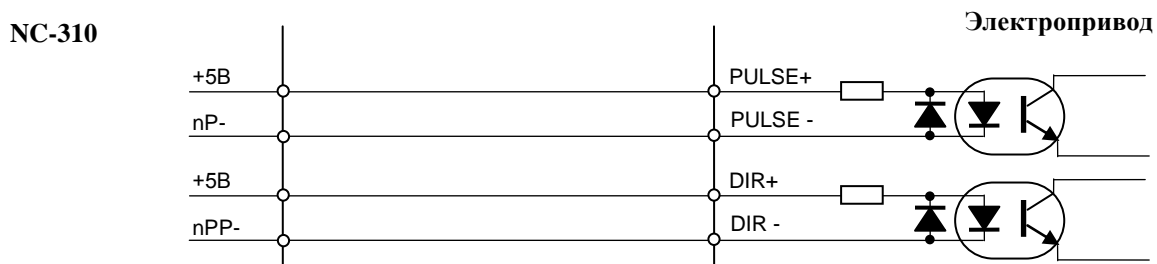 NC-310
Электропривод
+5В
PULSE+
nP-
PULSE -
+5В
DIR+
nPP-
DIR -